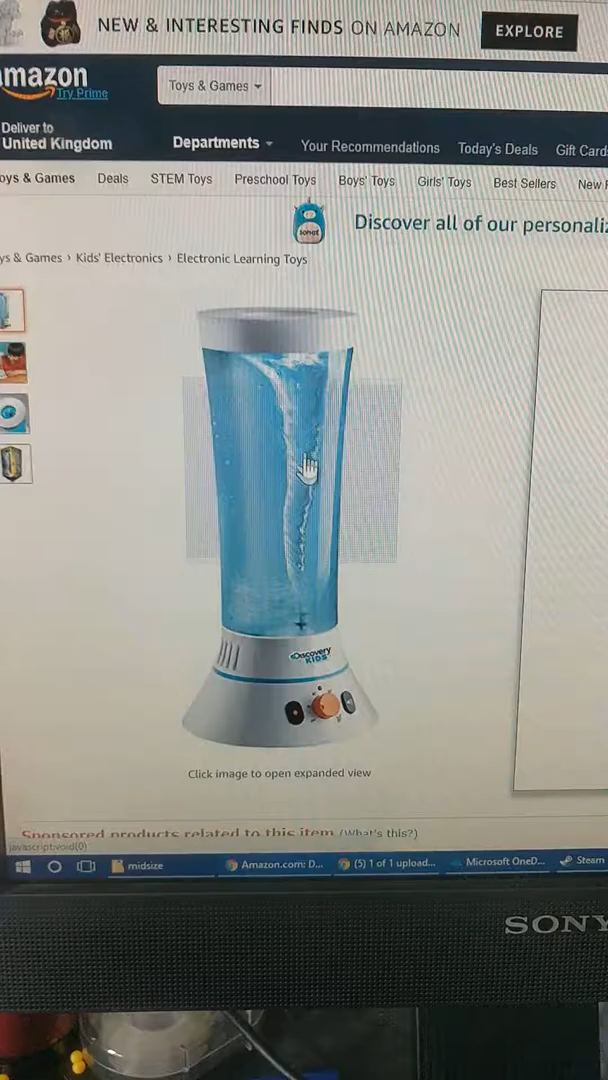 NEW & INTERESTING FINDS ON AMAZON EXPLORE
amazon
Try Prime
Toys & Games
Deliver to
United Kingdom
Departments Your Recommendations Today's Deals Gift Card
oys & Games Deals STEM Toys Preschool Toys Boys' Toys Girls' Toys Best Sellers New
Discover all of our personaliz
ys & Games › Kids' Electronics › Electronic Learning Toys
Discovery
KIDS
Click image to open expanded view
Sponsored products related to this item (What's this?)
javascript:void(0)
midsize Amazon.com: D... (5) 1 of 1 upload... Microsoft OneD... Steam
SONY